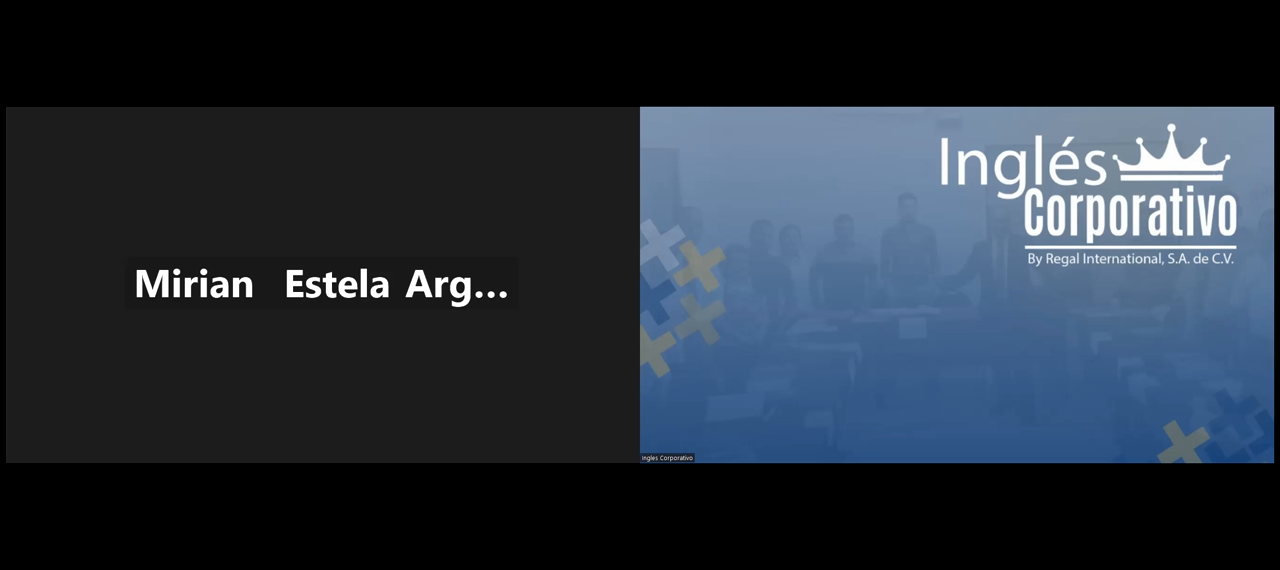 Mirian Estela Arg...
Inglés
Corporativo
By Regal International, S.A. de C.V.
Ingles Corporativo